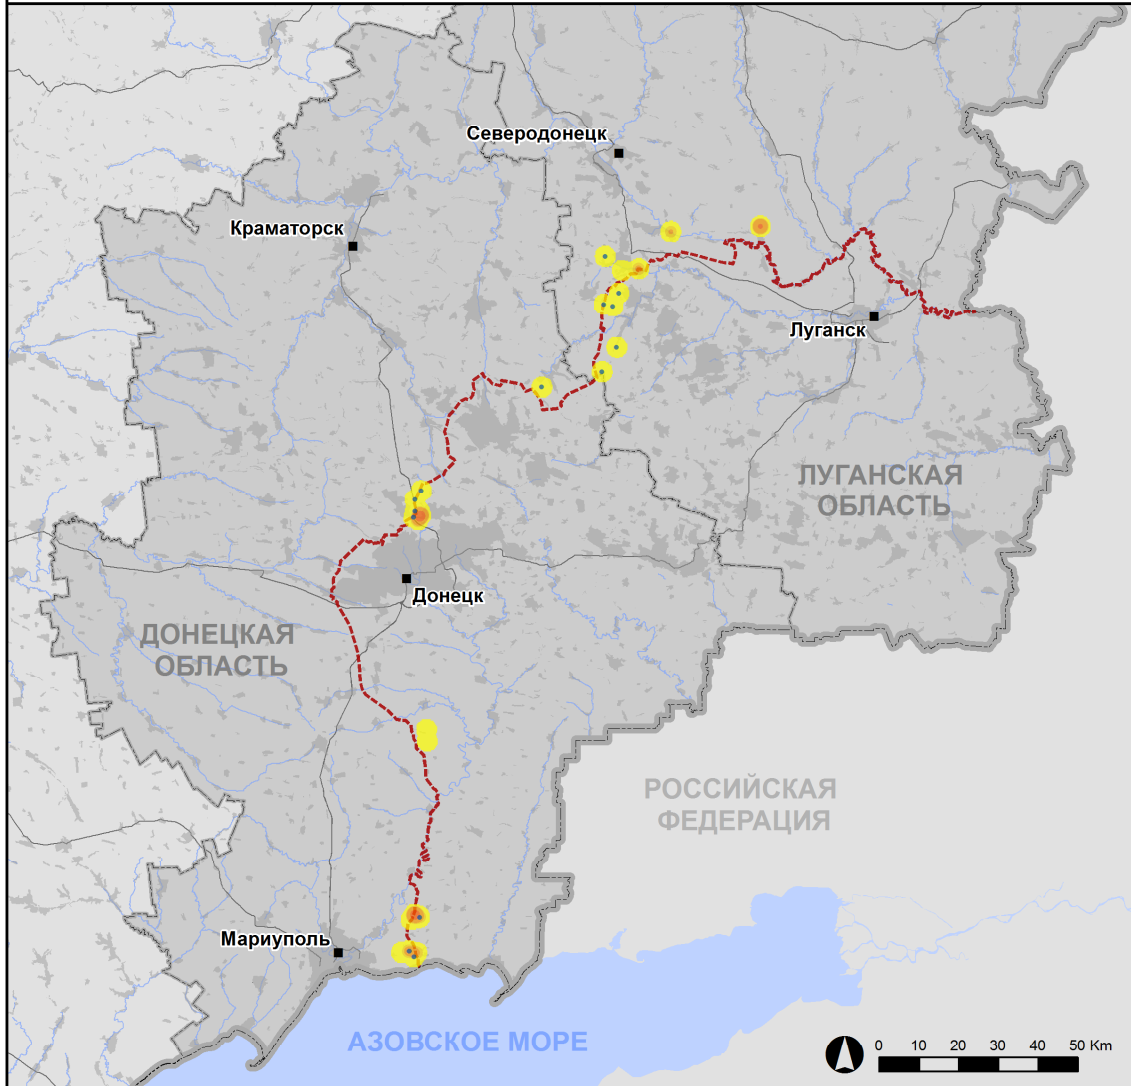 Северодонецк
Краматорск
Луганск
ЛУГАНСКАЯ
ОБЛАСТЬ
Донецк
ДОНЕЦКАЯ
ОБЛАСТЬ
РОССИЙСКАЯ
ФЕДЕРАЦИЯ
Мариуполь
АЗОВСКОЕ МОРЕ
0 10 20 30 40 50 Km